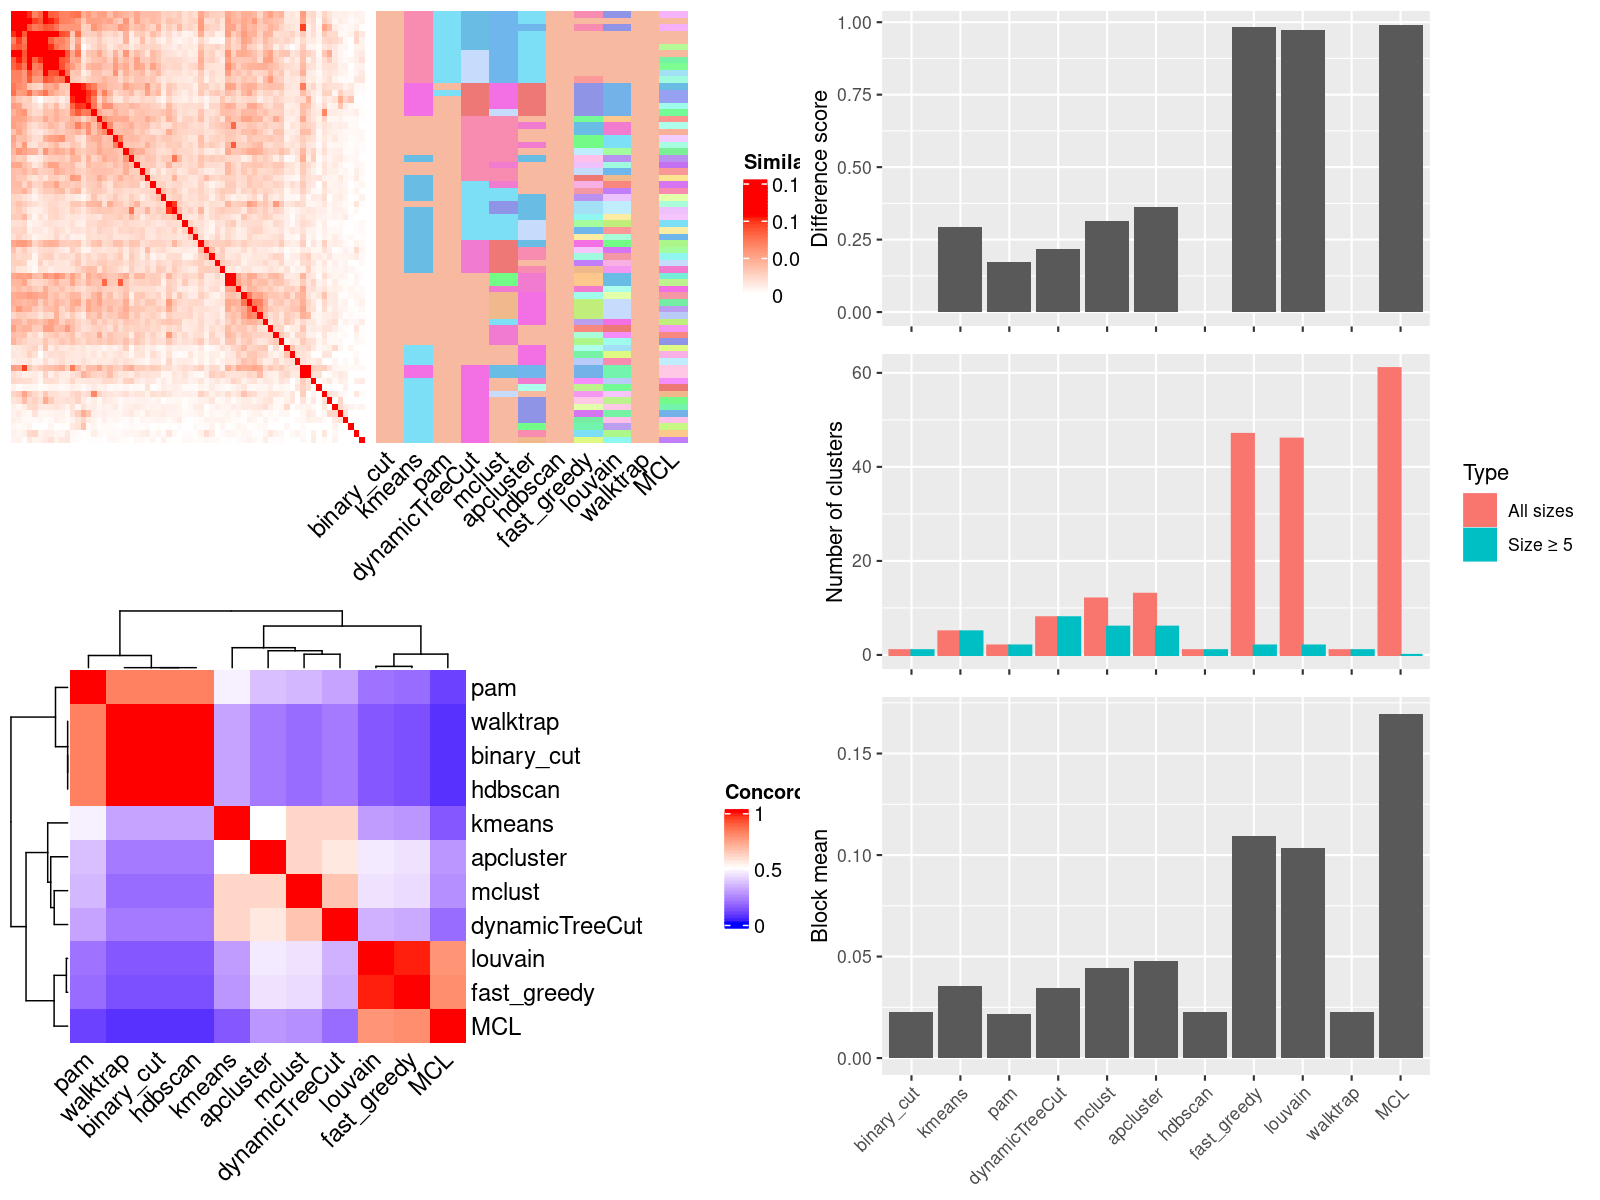 Simila
0.1
0.1
0.0
0
binary_cut
kmeans
pam
dynamicTreeCut
mclust
apcluster
hdbscan
fast_greedy
louvain
walktrap
MCL
Difference score
1.00
0.75
0.50
0.25
0.00
Number of clusters
60
40
20
0
Type
All sizes
Size ≥ 5
pam
walktrap
binary_cut
hdbscan
kmeans
apcluster
mclust
dynamicTreeCut
louvain
fast_greedy
MCL
pam
walktrap
binary_cut
hdbscan
kmeans
apcluster
mclust
dynamicTreeCut
louvain
fast_greedy
MCL
Concord
1
0.5
0
Block mean
0.15
0.10
0.05
0.00
binary_cut
kmeans
pam
dynamicTreeCut
mclust
apcluster
hdbscan
fast_greedy
louvain
walktrap
MCL